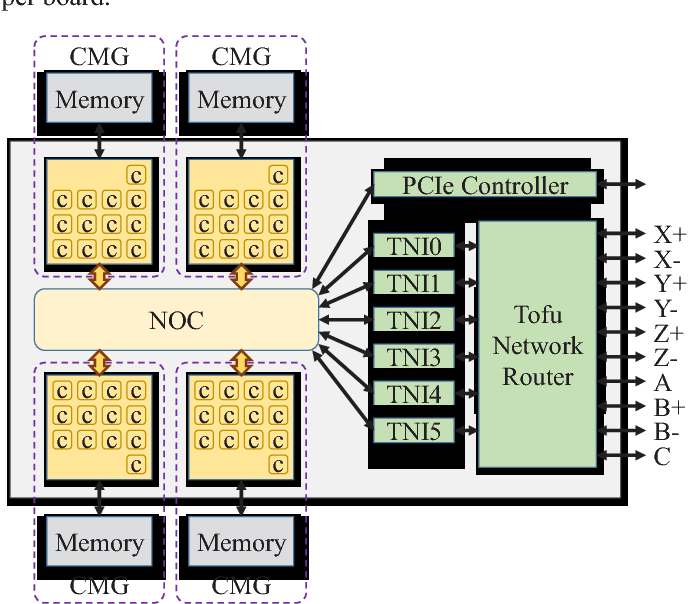 per board.
CMG CMG
Memory Memory
c c
c c c c c c c c
c c c c c c c c
c c c c c c c c
PCIe Controller
TNI0
TNI1
TNI2
TNI3
TNI4
TNI5
NOC
Tofu
Network
Router
X+
X-
Y+
Y-
Z+
Z-
A
B+
B-
C
c c c c c c c c
c c c c c c c c
c c c c c c c c
c c
Memory Memory
CMG CMG